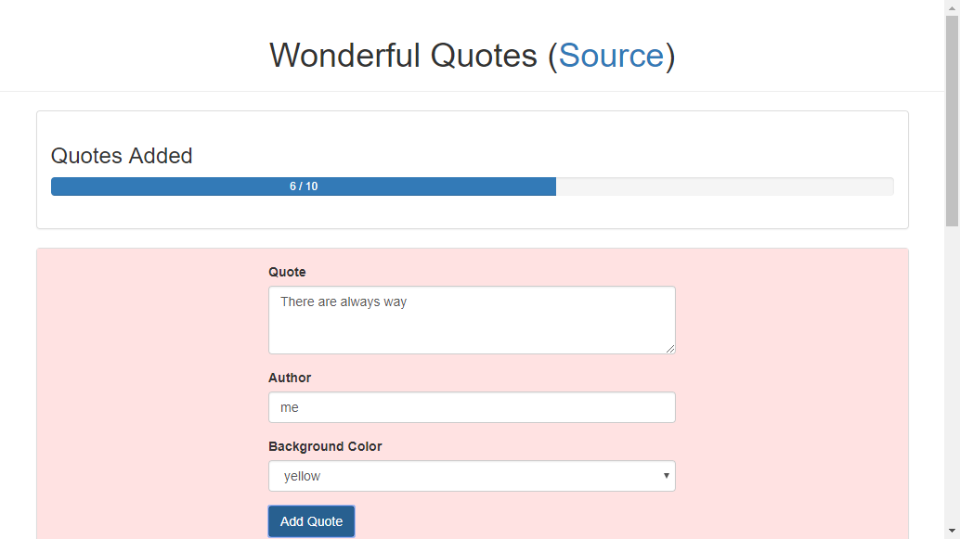 Wonderful Quotes (Source)
Quotes Added
6 / 10
Quote
There are always way
Author
me
Background Color
yellow
Add Quote